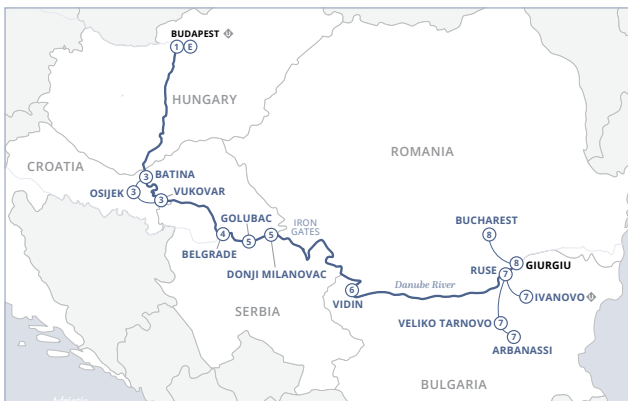 BUDAPEST
1 E
HUNGARY
ROMANIA
CROATIA
3 BATINA
OSIJEK 3
VUKOVAR
3
GOLUBAC
IRON
GATES
4
5
5
BELGRADE
DONJI MILANOVAC
BUCHAREST
8
8 GIURGIU
RUSE 7
Danube River
6
VIDIN
7 IVANOVO
SERBIA
VELIKO TARNOVO 7
7
ARBANASSI
BULGARIA
Adriatic